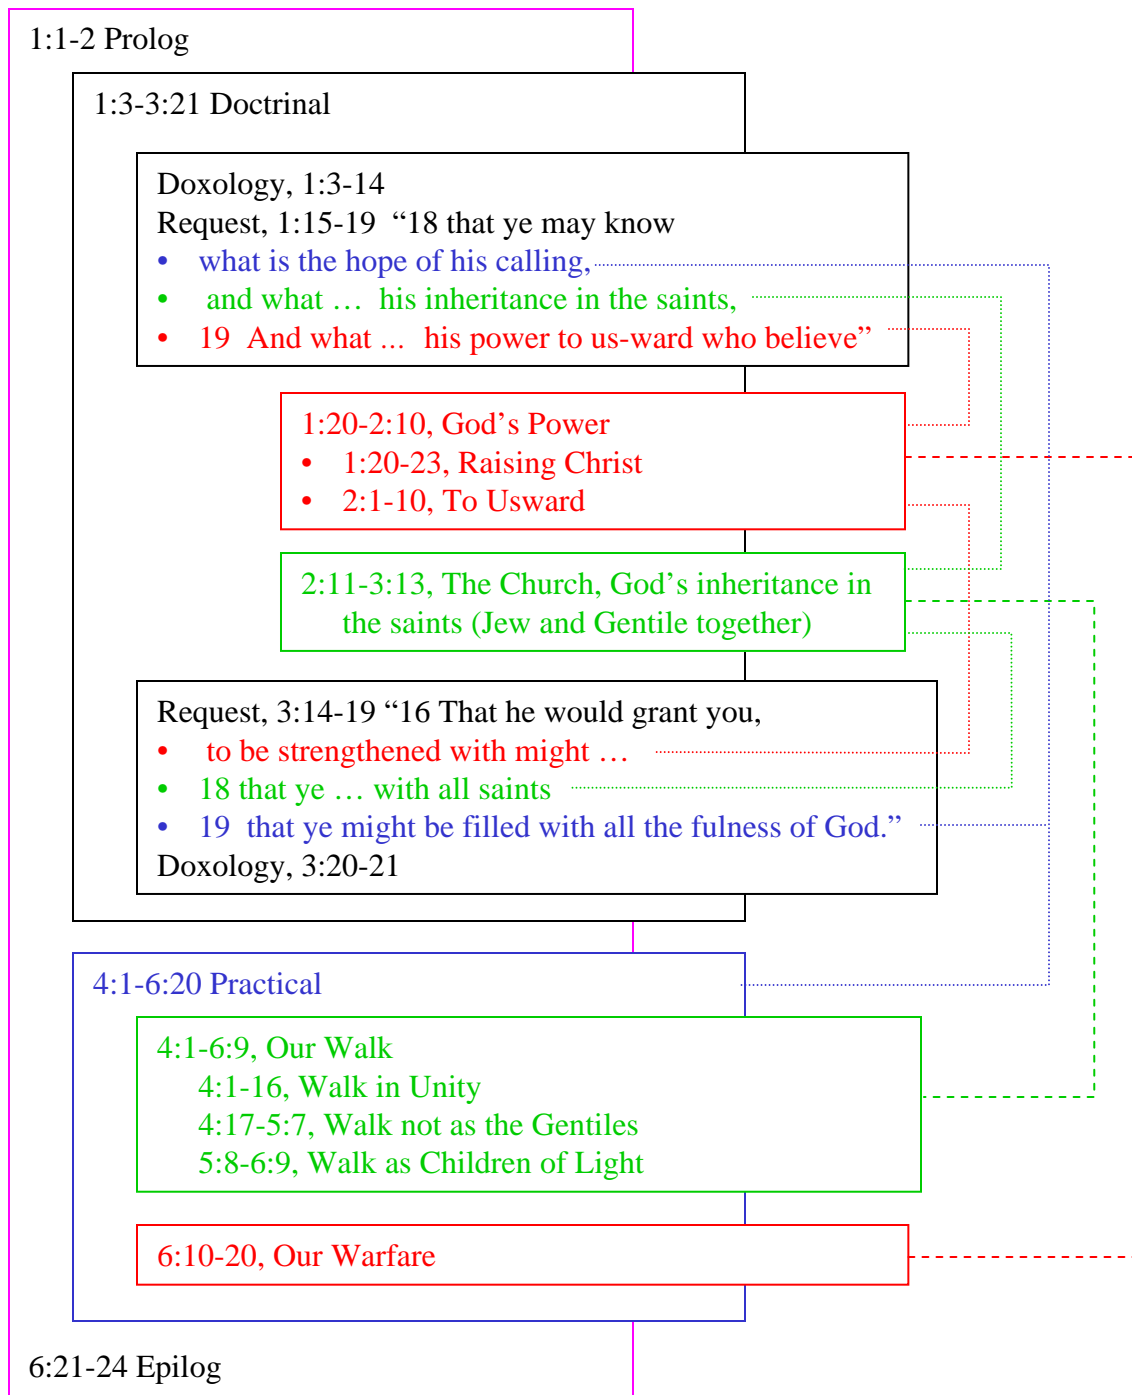 1:1-2 Prolog
1:3-3:21 Doctrinal
Doxology, 1:3-14
Request, 1:15-19 “18 that ye may know
• what is the hope of his calling,
• and what … his inheritance in the saints,
• 19 And what ... his power to us-ward who believe”
1:20-2:10, God’s Power
• 1:20-23, Raising Christ
• 2:1-10, To Usward
2:11-3:13, The Church, God’s inheritance in
the saints (Jew and Gentile together)
Request, 3:14-19 “16 That he would grant you,
• to be strengthened with might …
• 18 that ye … with all saints
• 19 that ye might be filled with all the fulness of God.”
Doxology, 3:20-21
4:1-6:20 Practical
4:1-6:9, Our Walk
4:1-16, Walk in Unity
4:17-5:7, Walk not as the Gentiles
5:8-6:9, Walk as Children of Light
6:10-20, Our Warfare
6:21-24 Epilog